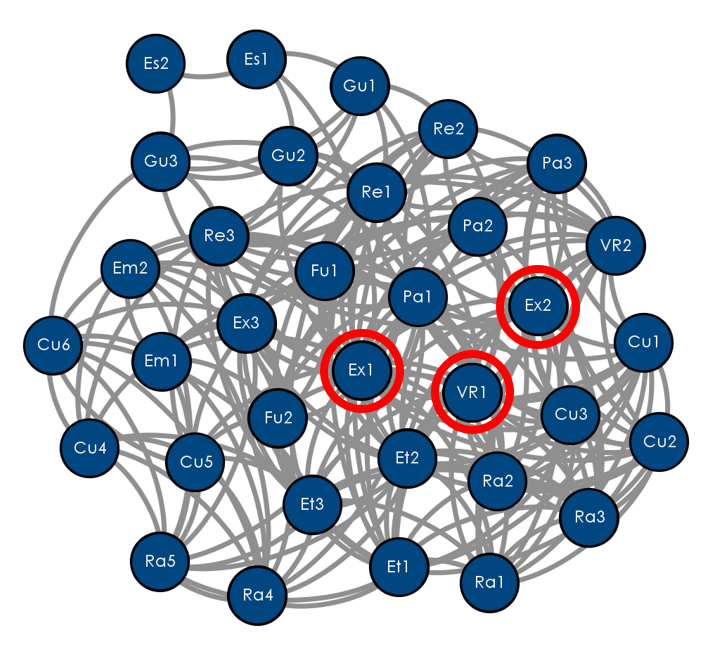 Es2
Es1
Gu1
Re2
Gu3
Gu2
Pa3
Re1
Re3
Pa2
VR2
Em2
Fu1
Pa1
Ex2
Ex3
Cu6
Em1
Ex1
Cu1
VR1
Fu2
Cu3
Cu4
Cu5
Et2
Cu2
Ra2
Et3
Ra3
Ra5
Et1
Ra1
Ra4